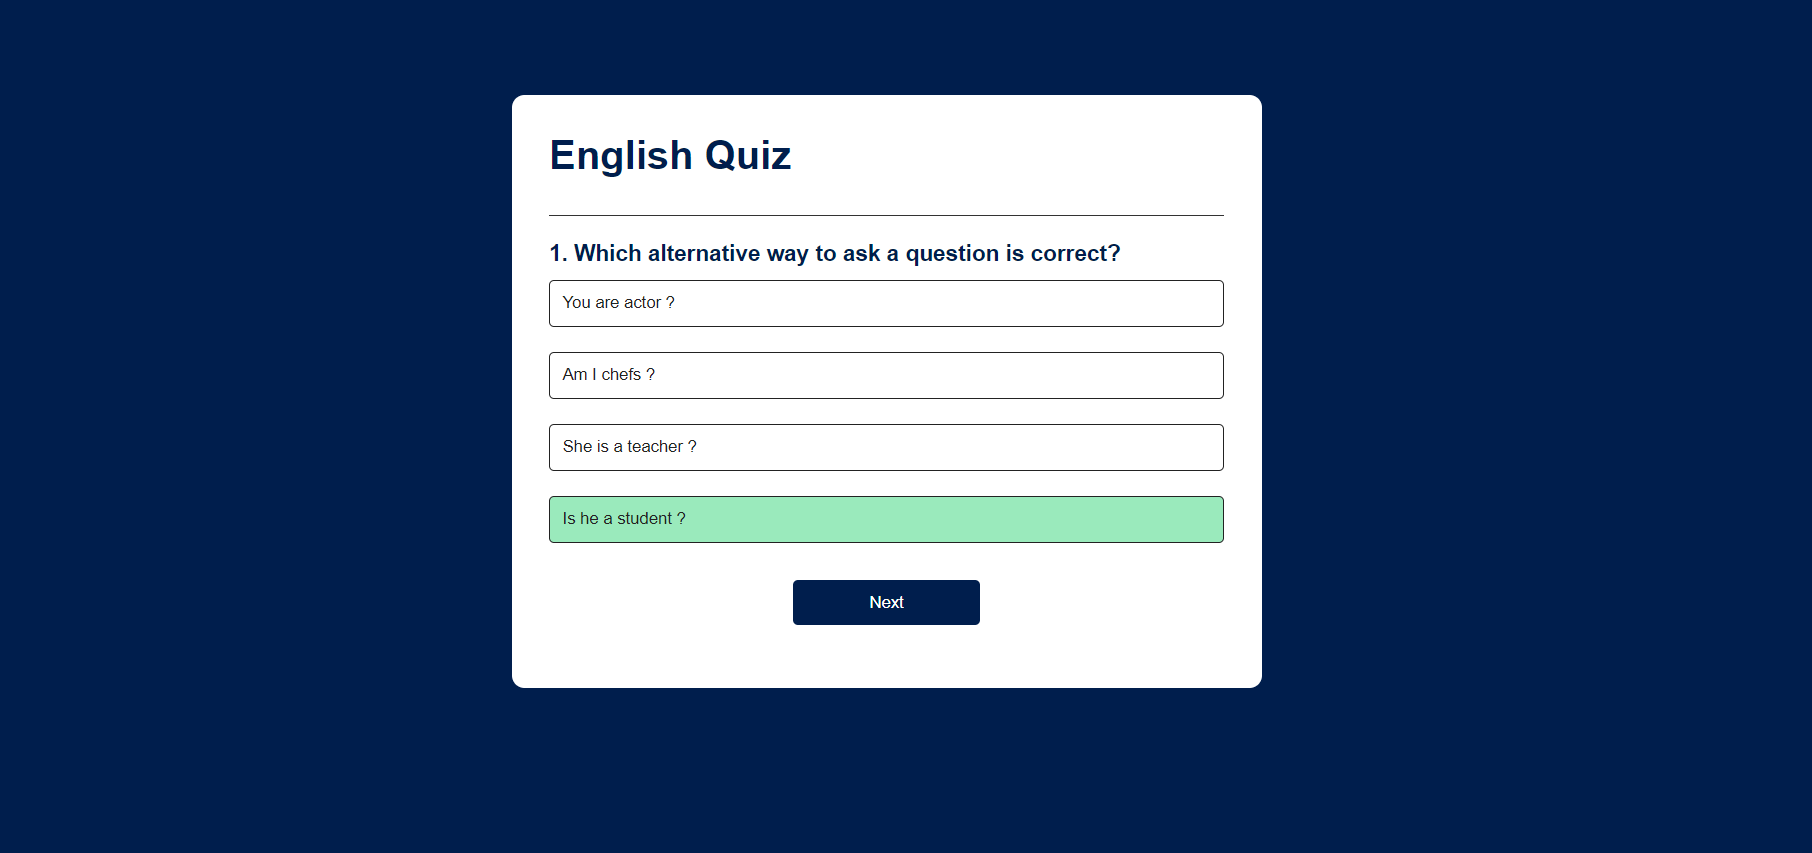 English Quiz
1. Which alternative way to ask a question is correct?
You are actor ?
Am I chefs ?
She is a teacher ?
Is he a student ?
Next